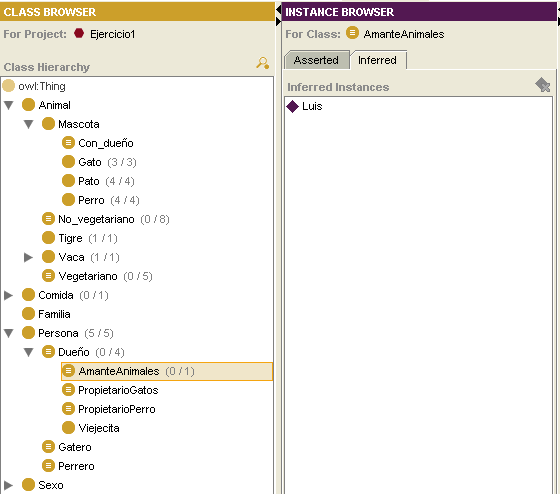 CLASS BROWSER
For Project: Ejercicio1
Class Hierarchy
owl:Thing
Animal
Mascota
Con_dueño
Gato (3 / 3)
Pato (4 / 4)
Perro (4 / 4)
No_vegetariano (0 / 8)
Tigre (1 / 1)
Vaca (1 / 1)
Vegetariano (0 / 5)
Comida (0 / 1)
Familia
Persona (5 / 5)
Dueño (0 / 4)
AmanteAnimales (0 / 1)
PropietarioGatos
PropietarioPerro
Viejecita
Gatero
Perrero
Sexo
INSTANCE BROWSER
For Class: AmanteAnimales
Asserted Inferred
Inferred Instances
Luis